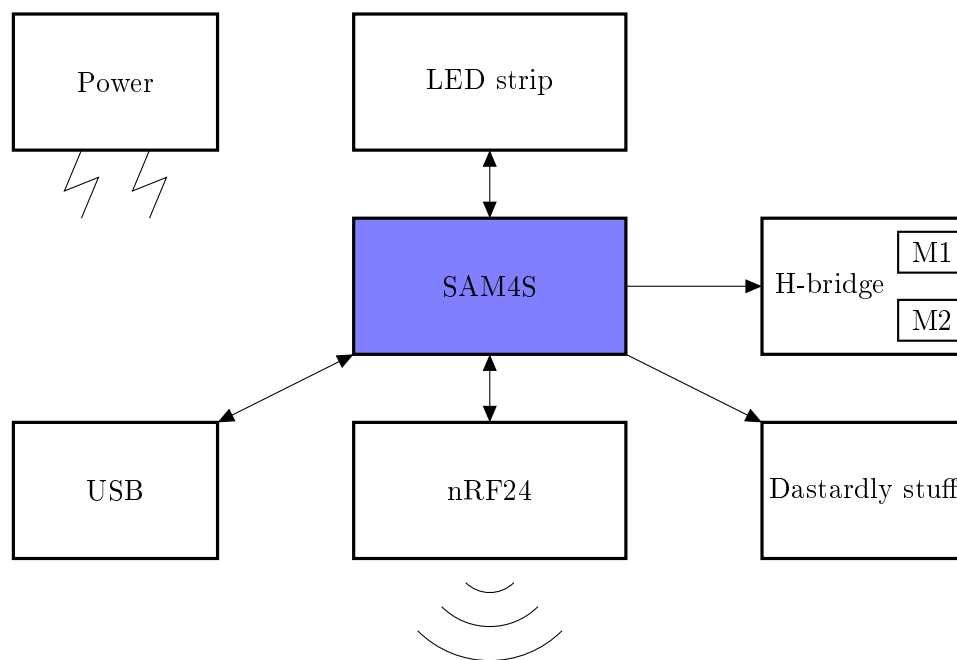 Power
LED strip
SAM4S
H-bridge
M1
M2
USB
nRF24
Dastardly stuff